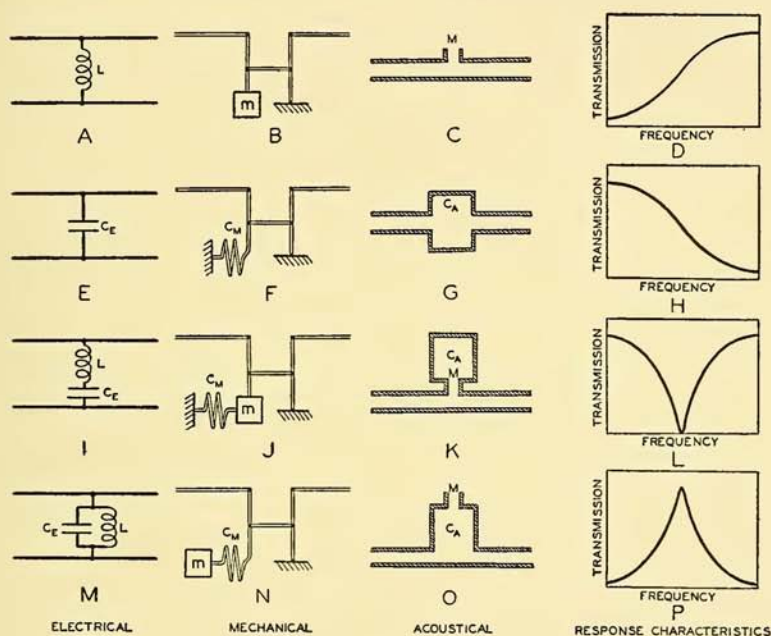 L
A
m
B
M
C
TRANSMISSION
FREQUENCY
D
C_E
E
C_M
F
C_A
G
TRANSMISSION
FREQUENCY
H
L
C_E
I
C_M
m
J
C_A
M
K
TRANSMISSION
FREQUENCY
L
C_E
L
M
m
C_M
N
M
C_A
O
TRANSMISSION
FREQUENCY
P
ELECTRICAL
MECHANICAL
ACOUSTICAL
RESPONSE CHARACTERISTICS